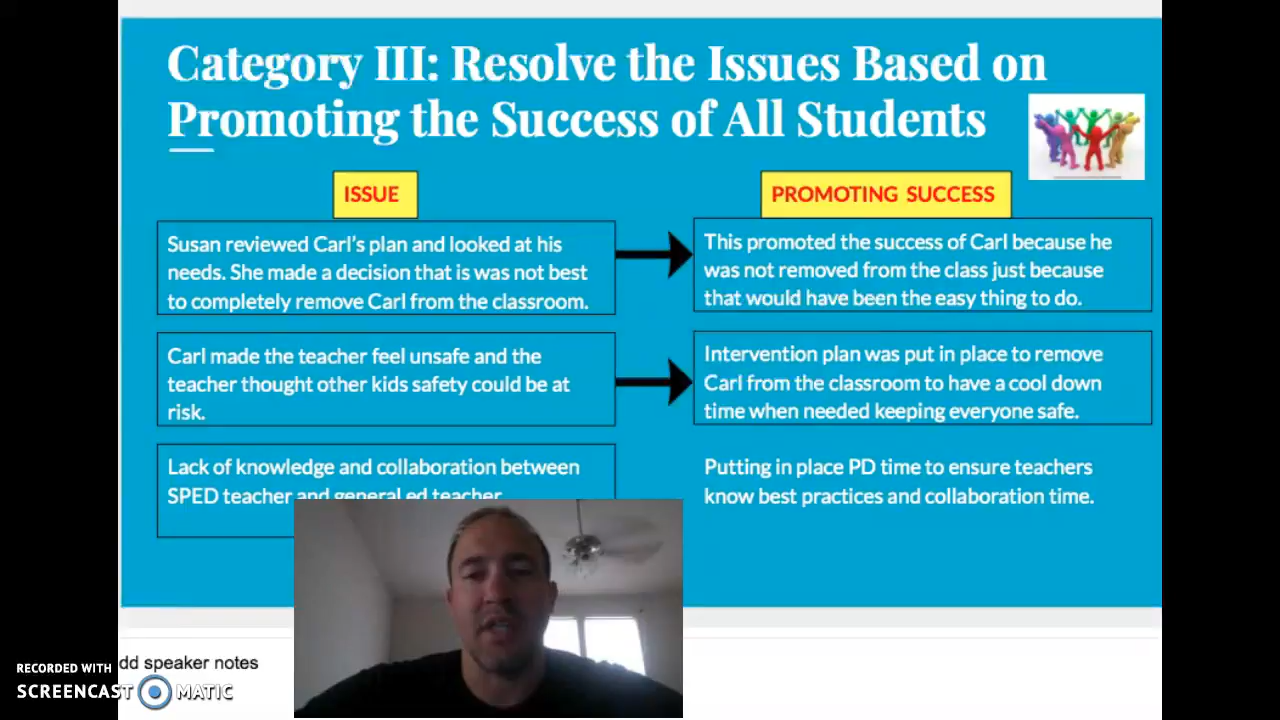 Category III: Resolve the Issues Based on
Promoting the Success of All Students
ISSUE
PROMOTING SUCCESS
Susan reviewed Carl's plan and looked at his
needs. She made a decision that is was not best
to completely remove Carl from the classroom.
This promoted the success of Carl because he
was not removed from the class just because
that would have been the easy thing to do.
Carl made the teacher feel unsafe and the
teacher thought other kids safety could be at
risk.
Intervention plan was put in place to remove
Carl from the classroom to have a cool down
time when needed keeping everyone safe.
Lack of knowledge and collaboration between
SPED teacher and general ed teacher
Putting in place PD time to ensure teachers
know best practices and collaboration time.
dd speaker notes
RECORDED WITH
SCREENCAST MATIC